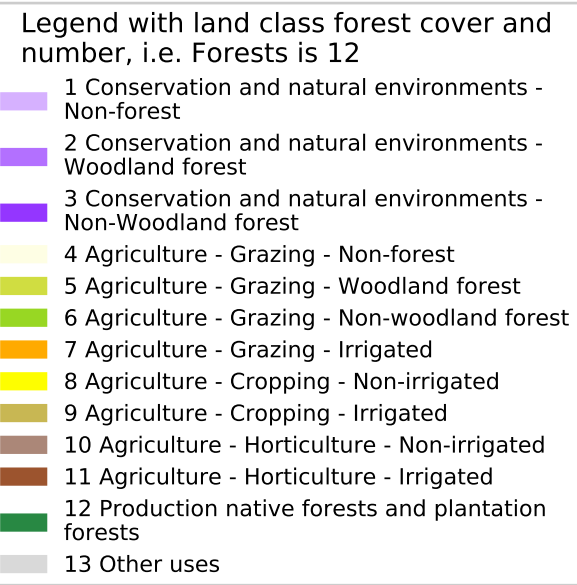 Legend with land class forest cover and
number, i.e. Forests is 12
1 Conservation and natural environments -
Non-forest
2 Conservation and natural environments -
Woodland forest
3 Conservation and natural environments -
Non-Woodland forest
4 Agriculture - Grazing - Non-forest
5 Agriculture - Grazing - Woodland forest
6 Agriculture - Grazing - Non-woodland forest
7 Agriculture - Grazing - Irrigated
8 Agriculture - Cropping - Non-irrigated
9 Agriculture - Cropping - Irrigated
10 Agriculture - Horticulture - Non-irrigated
11 Agriculture - Horticulture - Irrigated
12 Production native forests and plantation
forests
13 Other uses